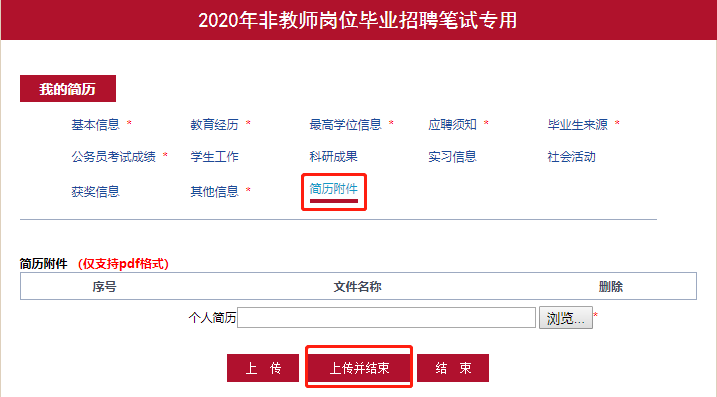 2020年非教师岗位毕业招聘笔试专用
我的简历
基本信息 * 教育经历 * 最高学位信息 * 应聘须知 * 毕业生来源 *
公务员考试成绩 * 学生工作 科研成果 实习信息 社会活动
获奖信息 其他信息 * 简历附件
简历附件 (仅支持pdf格式)
序号 文件名称 删除
个人简历 浏览... *
上 传 上传并结束 结 束